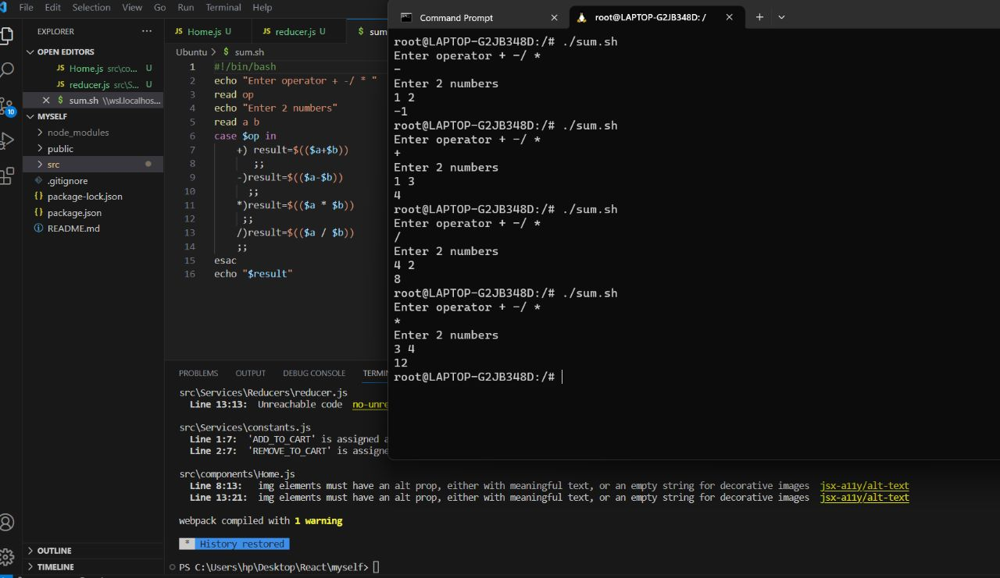 File Edit Selection View Go Run Terminal Help
EXPLORER ...
OPEN EDITORS
JS Home.js src\co... U
JS reducer.js src\S... U
$ sum.sh \\wsl.localhos...
10
MYSELF
node_modules
public
src
.gitignore
{} package-lock.json
{} package.json
README.md
OUTLINE
TIMELINE
JS Home.js U JS reducer.js U $ sum
Ubuntu > $ sum.sh
1 #!/bin/bash
2 echo "Enter operator + -/ * "
3 read op
4 echo "Enter 2 numbers"
5 read a b
6 case $op in
7 +) result=$(($a+$b))
8 ;;
9 -)result=$(($a-$b))
10 ;;
11 *)result=$(($a * $b))
12 ;;
13 /)result=$(($a / $b))
14 ;;
15 esac
16 echo "$result"
Command Prompt
root@LAPTOP-G2JB348D: /
root@LAPTOP-G2JB348D:/# ./sum.sh
Enter operator + -/ *
-
Enter 2 numbers
1 2
-1
root@LAPTOP-G2JB348D:/# ./sum.sh
Enter operator + -/ *
+
Enter 2 numbers
1 3
4
root@LAPTOP-G2JB348D:/# ./sum.sh
Enter operator + -/ *
/
Enter 2 numbers
4 2
8
root@LAPTOP-G2JB348D:/# ./sum.sh
Enter operator + -/ *
*
Enter 2 numbers
3 4
12
root@LAPTOP-G2JB348D:/#
PROBLEMS OUTPUT DEBUG CONSOLE TERMIN
src\Services\Reducers\reducer.js
Line 13:13: Unreachable code no-unre
src\Services\constants.js
Line 1:7: 'ADD_TO_CART' is assigned a
Line 2:7: 'REMOVE_TO_CART' is assigne
src\components\Home.js
Line 8:13: img elements must have an alt prop, either with meaningful text, or an empty string for decorative images jsx-a11y/alt-text
Line 13:21: img elements must have an alt prop, either with meaningful text, or an empty string for decorative images jsx-a11y/alt-text
webpack compiled with 1 warning
* History restored
PS C:\Users\hp\Desktop\React\myself>